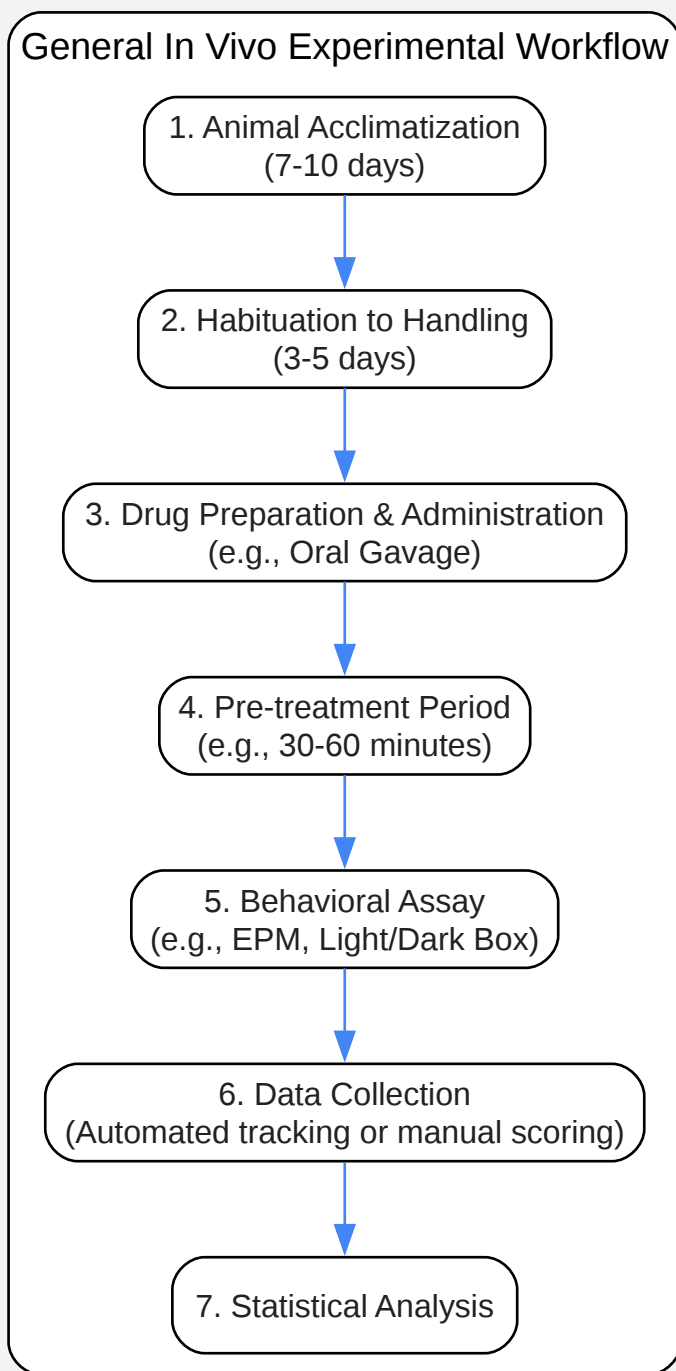 General In Vivo Experimental Workflow
1. Animal Acclimatization
(7-10 days)
2. Habituation to Handling
(3-5 days)
3. Drug Preparation & Administration
(e.g., Oral Gavage)
4. Pre-treatment Period
(e.g., 30-60 minutes)
5. Behavioral Assay
(e.g., EPM, Light/Dark Box)
6. Data Collection
(Automated tracking or manual scoring)
7. Statistical Analysis